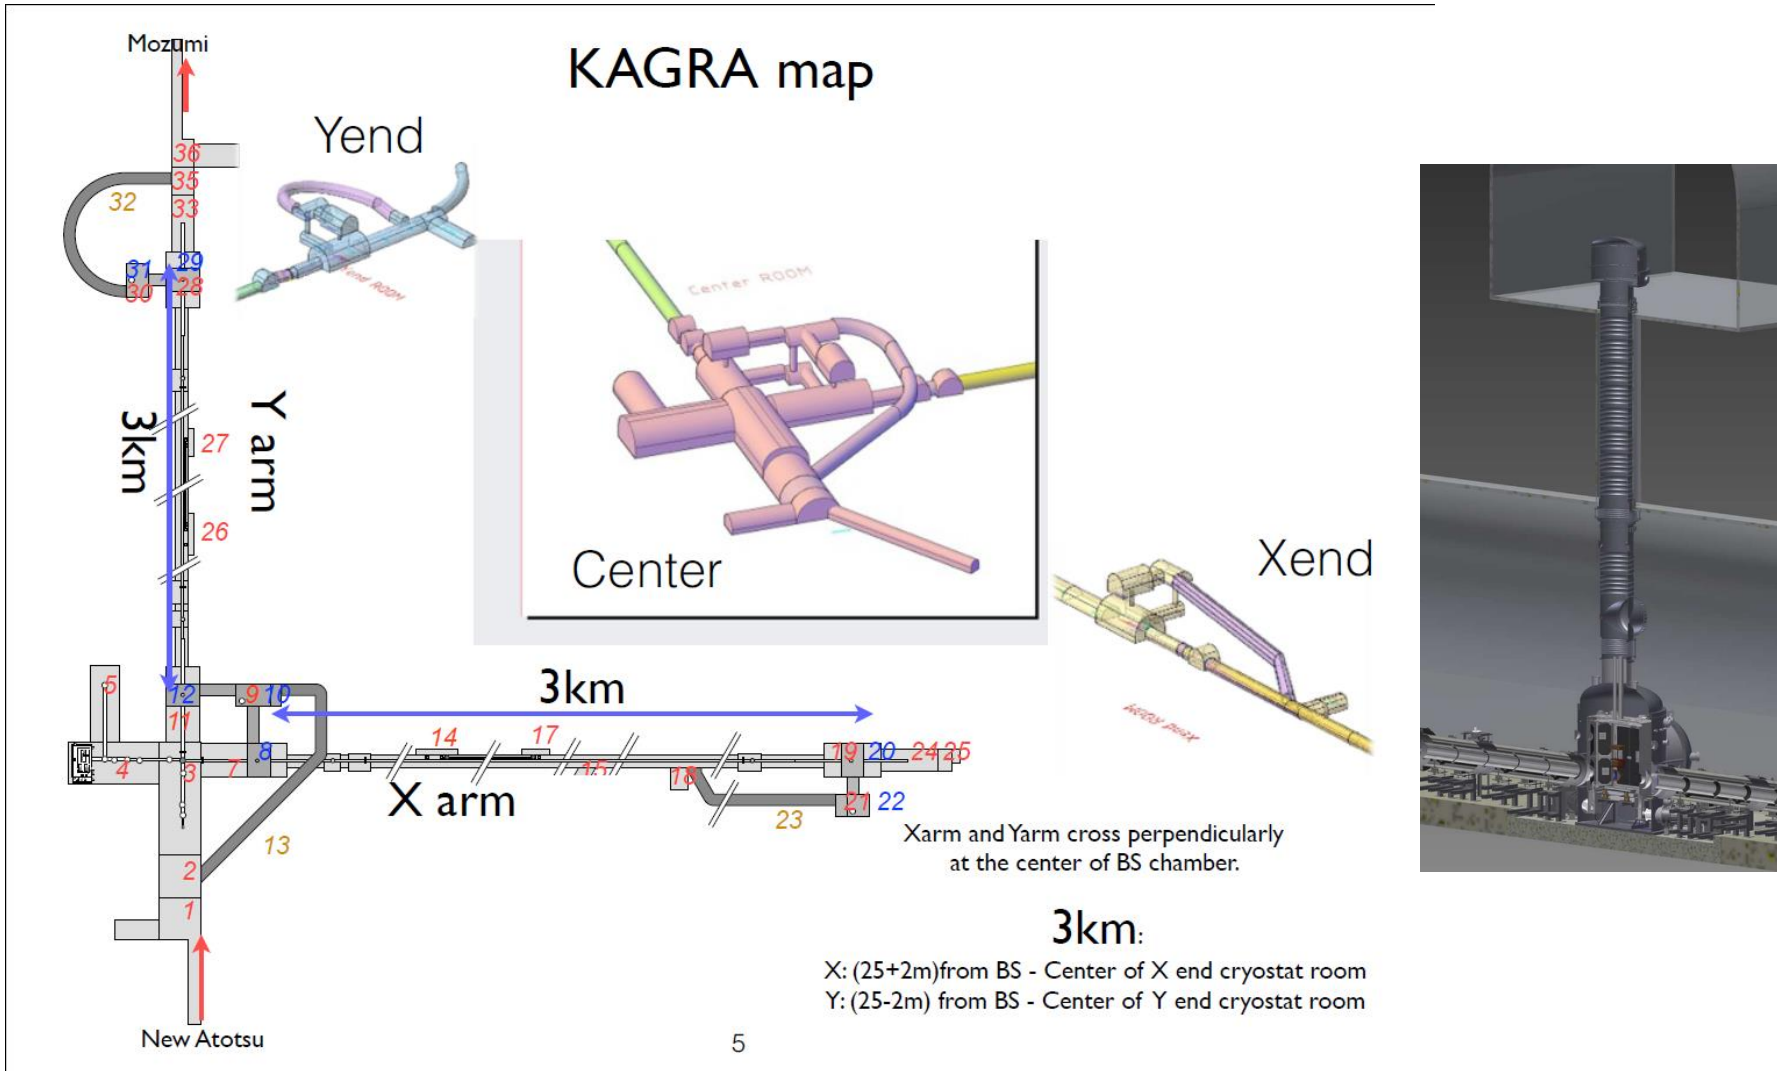 KAGRA map
Mozumi
Yend
36
35
32
33
31
29
30
28
Xend ROOM
Center ROOM
3km
Y arm
27
26
Center
Xend
5
12
9
10
11
3km
8
14
17
4
3
7
15
18
19
20
24
25
X arm
21
22
23
13
2
1
Xarm and Yarm cross perpendicularly
at the center of BS chamber.
3km:
X: (25+2m)from BS - Center of X end cryostat room
Y: (25-2m) from BS - Center of Y end cryostat room
New Atotsu
5